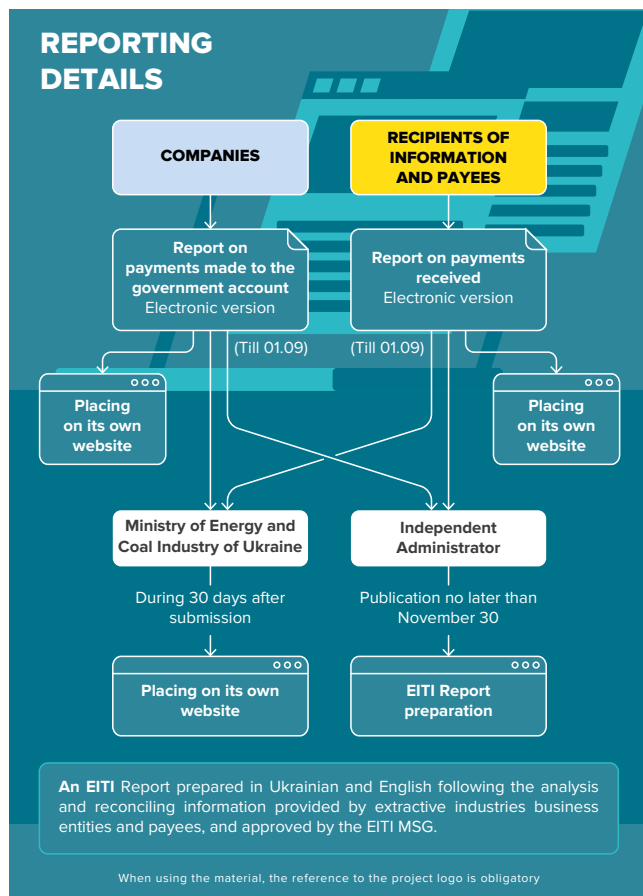 REPORTING
DETAILS
COMPANIES
RECIPIENTS OF
INFORMATION
AND PAYEES
Report on
payments made to the
government account
Electronic version
Report on payments
received
Electronic version
(Till 01.09)
(Till 01.09)
Placing
on its own
website
Placing
on its own
website
Ministry of Energy and
Coal Industry of Ukraine
Independent
Administrator
During 30 days after
submission
Publication no later than
November 30
Placing on its own
website
EITI Report
preparation
An EITI Report prepared in Ukrainian and English following the analysis
and reconciling information provided by extractive industries business
entities and payees, and approved by the EITI MSG.
When using the material, the reference to the project logo is obligatory